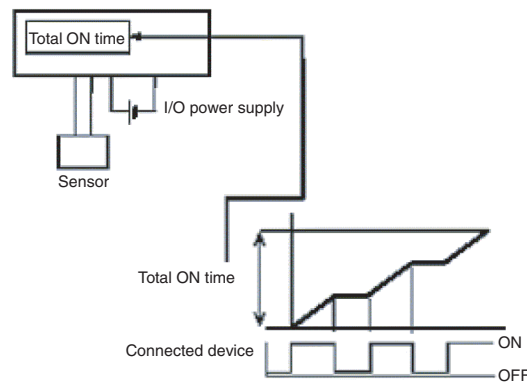 Total ON time
I/O power supply
Sensor
Total ON time
Connected device
ON
OFF